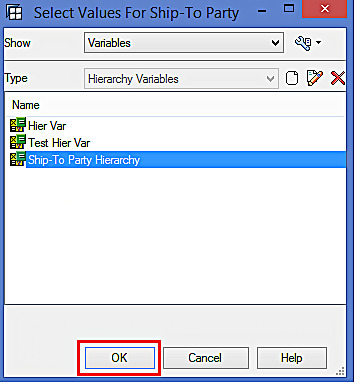 Select Values For Ship-To Party
Show Variables
Type Hierarchy Variables
Name
Hier Var
Test Hier Var
Ship-To Party Hierarchy
OK Cancel Help